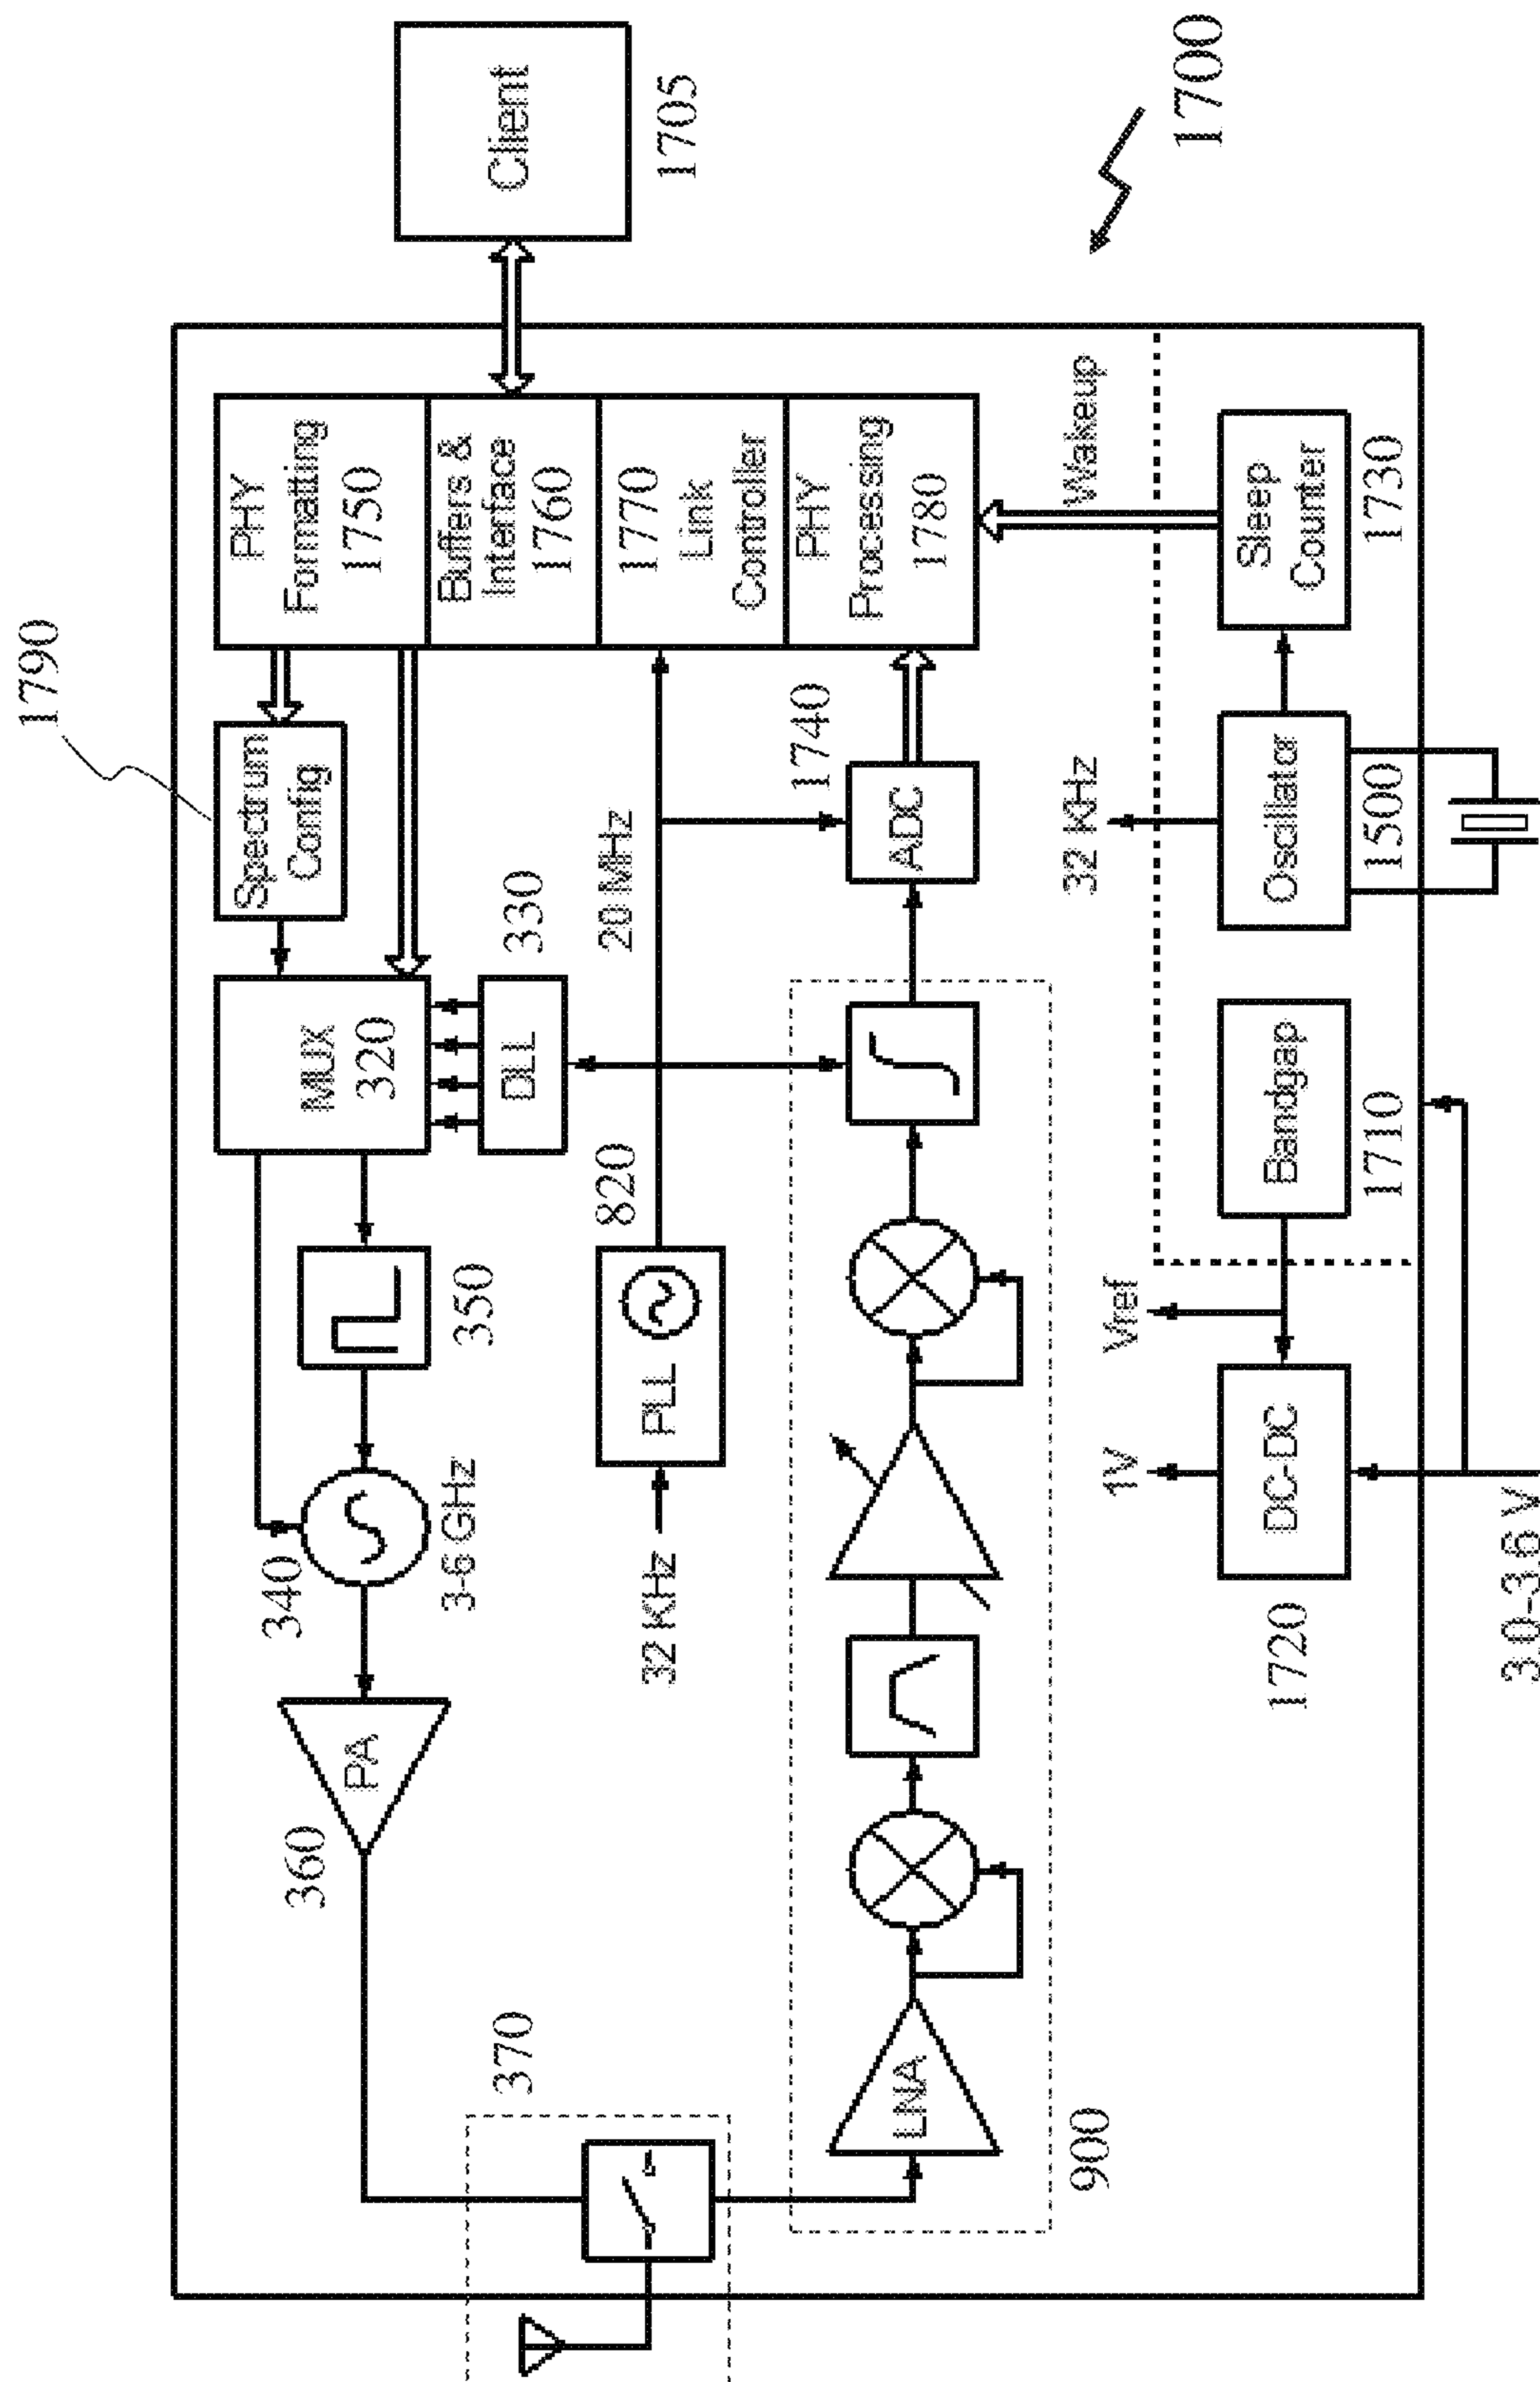 1790
Spectrum
Config
PHY
Formatting
1750
Buffers &
Interface
1760
1770
Link
Controller
PHY
Processing
1780
Client
1705
MUX
320
DLL
330
350
340
3-6 GHz
PA
360
370
32 KHz
PLL
820
20 MHz
ADC
1740
LNA
900
Wakeup
1700
1V
Vref
32 KHz
DC-DC
1720
Bandgap
1710
Oscillator
1500
Sleep
Counter
1730
3.0-3.6 V